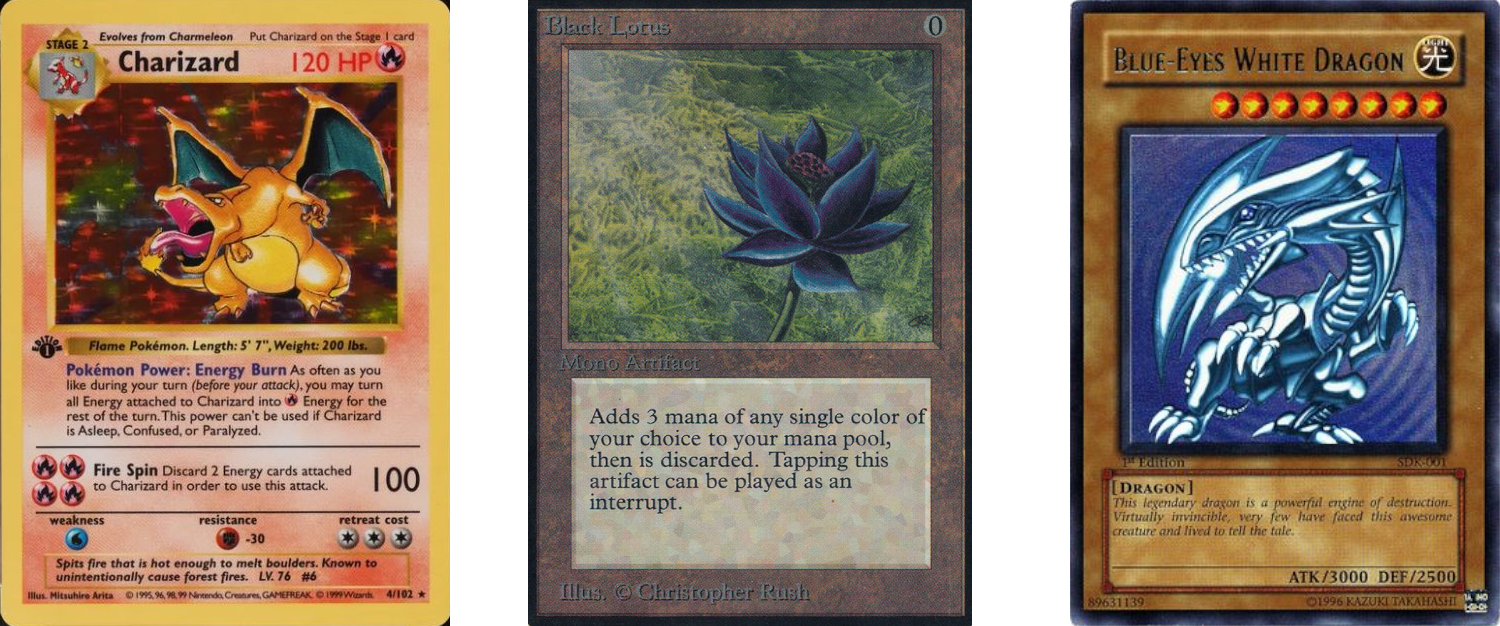 STAGE 2
Evolves from Charmeleon Put Charizard on the Stage 1 card
Charizard 120 HP
EDITION 1
Flame Pokémon. Length: 5' 7", Weight: 200 lbs.
Pokémon Power: Energy Burn As often as you
like during your turn (before your attack), you may turn
all Energy attached to Charizard into Energy for the
rest of the turn. This power can't be used if Charizard
is Asleep, Confused, or Paralyzed.
Fire Spin Discard 2 Energy cards attached
to Charizard in order to use this attack.
100
weakness resistance retreat cost
-30
Spits fire that is hot enough to melt boulders. Known to
unintentionally cause forest fires. LV. 76 #6
Illus. Mitsuhiro Arita © 1995, 96, 98, 99 Nintendo, Creatures, GAMEFREAK. © 1999 Wizards. 4/102 ★
Black Lotus 0
Mono Artifact
Adds 3 mana of any single color of
your choice to your mana pool,
then is discarded. Tapping this
artifact can be played as an
interrupt.
Illus. © Christopher Rush
BLUE-EYES WHITE DRAGON
LIGHT
光
1st Edition SDK-001
[DRAGON]
This legendary dragon is a powerful engine of destruction.
Virtually invincible, very few have faced this awesome
creature and lived to tell the tale.
ATK/3000 DEF/2500
89631139 ©1996 KAZUKI TAKAHASHI